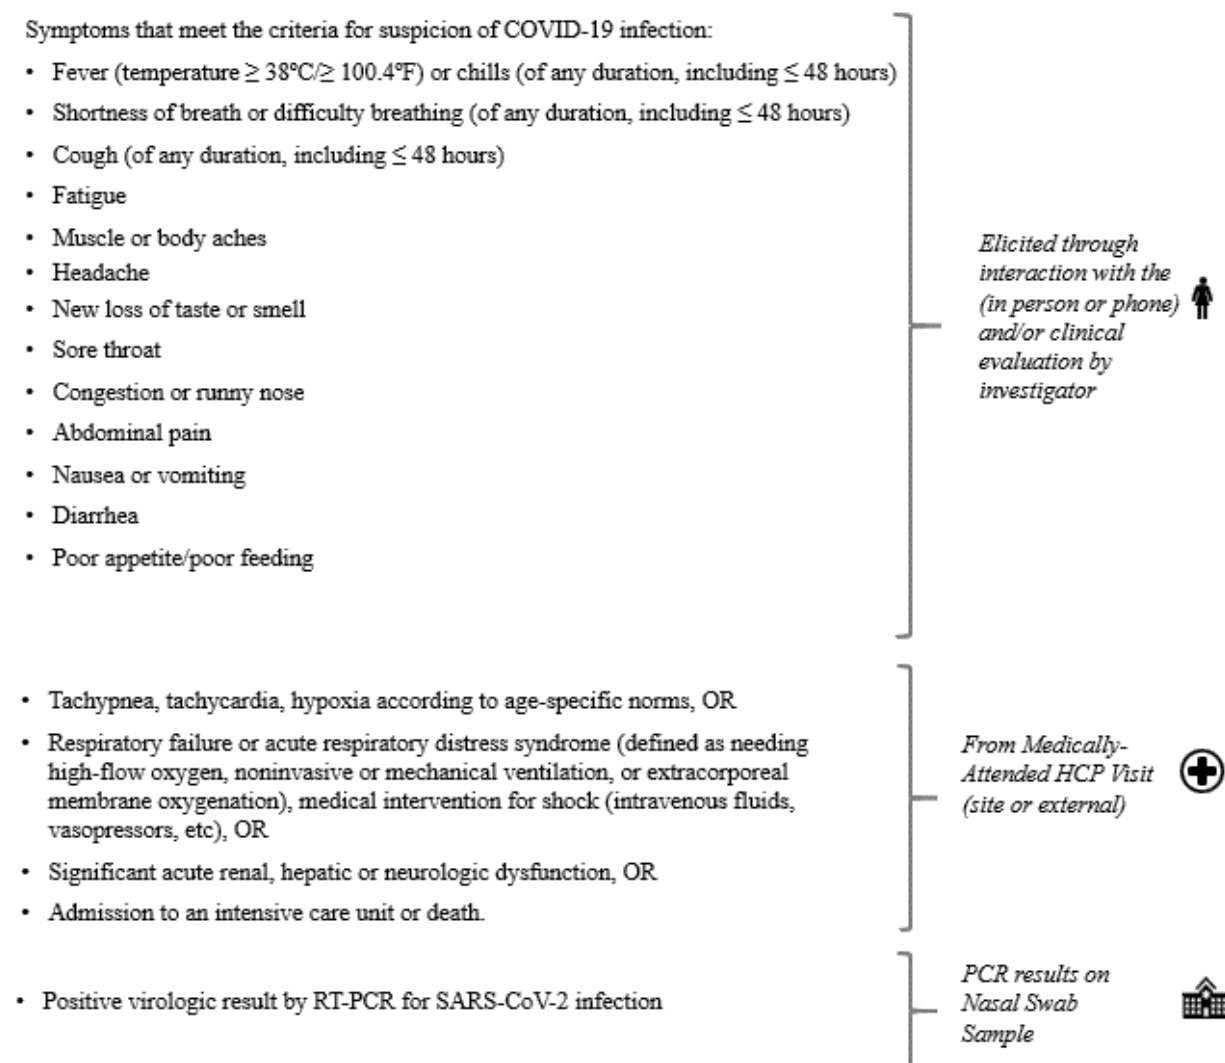 Symptoms that meet the criteria for suspicion of COVID-19 infection:
• Fever (temperature ≥ 38°C/≥ 100.4°F) or chills (of any duration, including ≤ 48 hours)
• Shortness of breath or difficulty breathing (of any duration, including ≤ 48 hours)
• Cough (of any duration, including ≤ 48 hours)
• Fatigue
• Muscle or body aches
• Headache
• New loss of taste or smell
• Sore throat
• Congestion or runny nose
• Abdominal pain
• Nausea or vomiting
• Diarrhea
• Poor appetite/poor feeding
Elicited through
interaction with the
(in person or phone)
and/or clinical
evaluation by
investigator
• Tachypnea, tachycardia, hypoxia according to age-specific norms, OR
• Respiratory failure or acute respiratory distress syndrome (defined as needing
high-flow oxygen, noninvasive or mechanical ventilation, or extracorporeal
membrane oxygenation), medical intervention for shock (intravenous fluids,
vasopressors, etc), OR
• Significant acute renal, hepatic or neurologic dysfunction, OR
• Admission to an intensive care unit or death.
From Medically-
Attended HCP Visit
(site or external)
• Positive virologic result by RT-PCR for SARS-CoV-2 infection
PCR results on
Nasal Swab
Sample